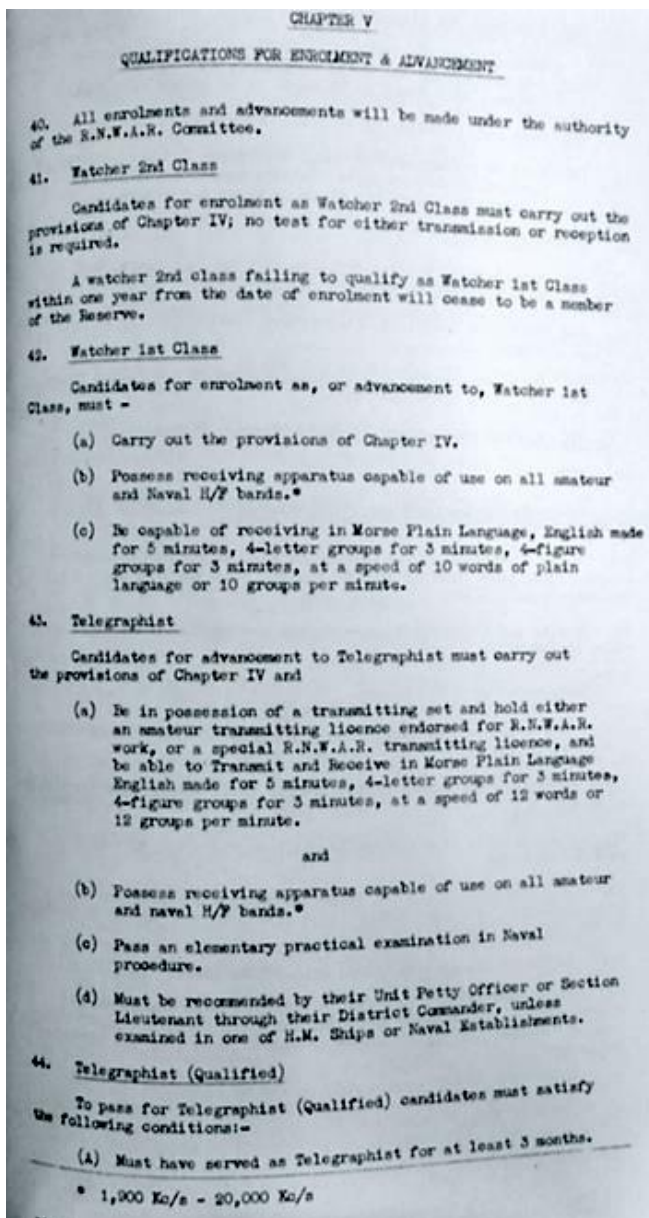 CHAPTER V
QUALIFICATIONS FOR ENROLMENT & ADVANCEMENT
40. All enrolments and advancements will be made under the authority
of the R.N.W.A.R. Committee.
41. Watcher 2nd Class
Candidates for enrolment as Watcher 2nd Class must carry out the
provisions of Chapter IV; no test for either transmission or reception
is required.
A watcher 2nd class failing to qualify as Watcher 1st Class
within one year from the date of enrolment will cease to be a member
of the Reserve.
42. Watcher 1st Class
Candidates for enrolment as, or advancement to, Watcher 1st
Class, must -
(a) Carry out the provisions of Chapter IV.
(b) Possess receiving apparatus capable of use on all amateur
and Naval H/F bands.*
(c) Be capable of receiving in Morse Plain Language, English made
for 5 minutes, 4-letter groups for 3 minutes, 4-figure
groups for 3 minutes, at a speed of 10 words of plain
language or 10 groups per minute.
43. Telegraphist
Candidates for advancement to Telegraphist must carry out
the provisions of Chapter IV and
(a) Be in possession of a transmitting set and hold either
an amateur transmitting licence endorsed for R.N.W.A.R.
work, or a special R.N.W.A.R. transmitting licence, and
be able to Transmit and Receive in Morse Plain Language
English made for 5 minutes, 4-letter groups for 3 minutes,
4-figure groups for 3 minutes, at a speed of 12 words or
12 groups per minute.
and
(b) Possess receiving apparatus capable of use on all amateur
and naval H/F bands.*
(c) Pass an elementary practical examination in Naval
procedure.
(d) Must be recommended by their Unit Petty Officer or Section
Lieutenant through their District Commander, unless
examined in one of H.M. Ships or Naval Establishments.
44. Telegraphist (Qualified)
To pass for Telegraphist (Qualified) candidates must satisfy
the following conditions:-
(A) Must have served as Telegraphist for at least 3 months.
* 1,900 Kc/s - 20,000 Kc/s